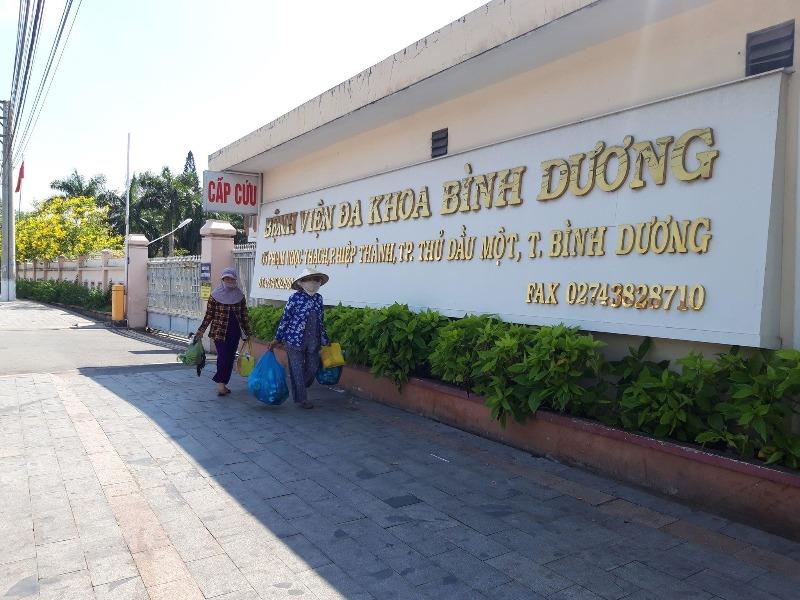 CẤP CỨU
BỆNH VIỆN ĐA KHOA BÌNH DƯƠNG
PHẠM NGỌC THẠCH, P.HIỆP THÀNH, TP. THỦ DẦU MỘT, T. BÌNH DƯƠNG
FAX 02743828710